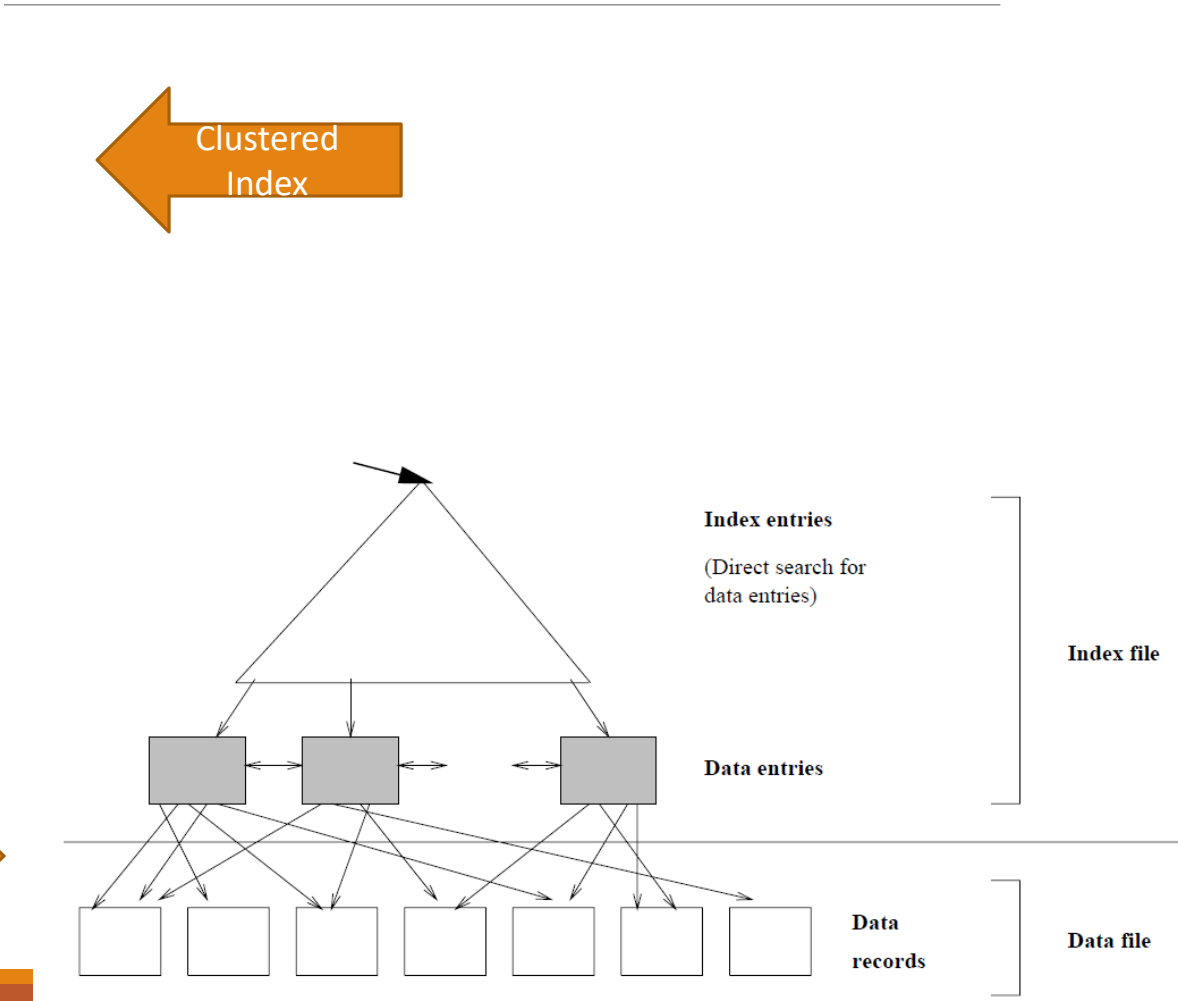 Clustered
Index
Index entries
(Direct search for
data entries)
Index file
Data entries
Data
records
Data file